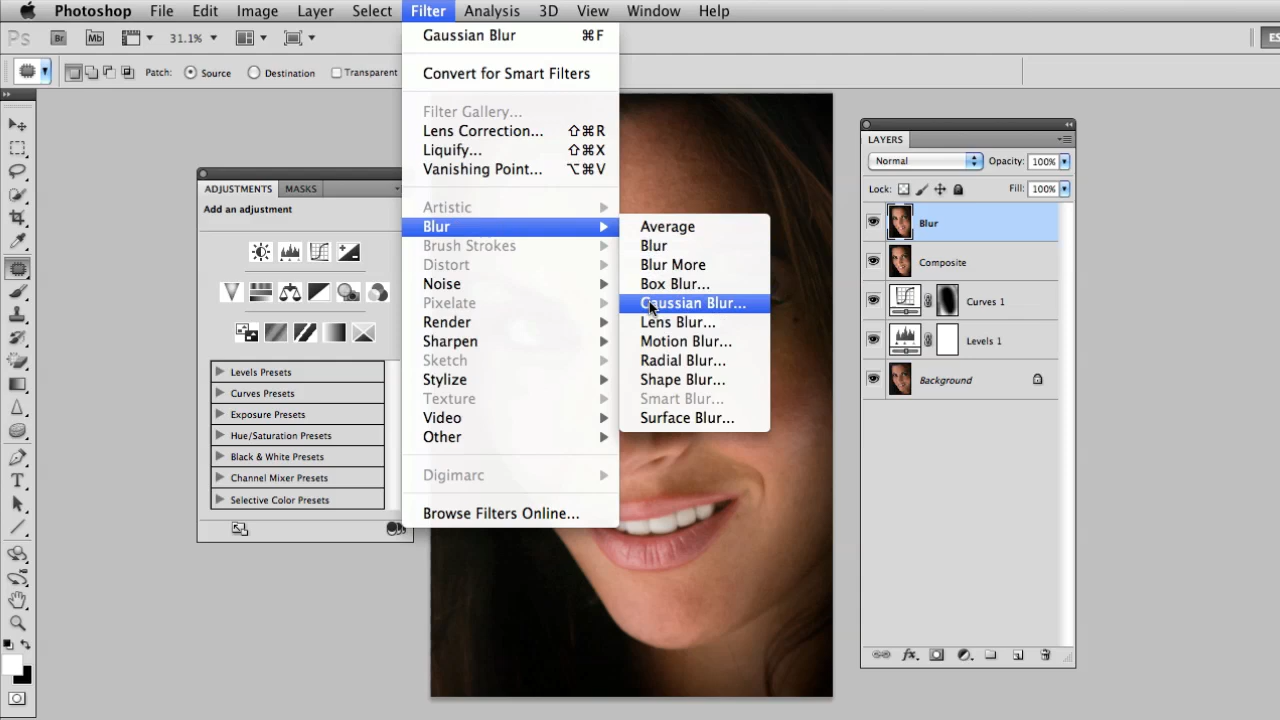 Photoshop File Edit Image Layer Select Filter Analysis 3D View Window Help
Ps Br Mb 31.1%
Patch: Source Destination Transparent
Gaussian Blur ⌘F
Convert for Smart Filters
Filter Gallery...
Lens Correction... ⇧⌘R
Liquify... ⇧⌘X
Vanishing Point... ⌥⌘V
Artistic
Blur
Brush Strokes
Distort
Noise
Pixelate
Render
Sharpen
Sketch
Stylize
Texture
Video
Other
Digimarc
Browse Filters Online...
Average
Blur
Blur More
Box Blur...
Gaussian Blur...
Lens Blur...
Motion Blur...
Radial Blur...
Shape Blur...
Smart Blur...
Surface Blur...
ADJUSTMENTS MASKS
Add an adjustment
Levels Presets
Curves Presets
Exposure Presets
Hue/Saturation Presets
Black & White Presets
Channel Mixer Presets
Selective Color Presets
LAYERS
Normal Opacity: 100%
Lock: Fill: 100%
Blur
Composite
Curves 1
Levels 1
Background